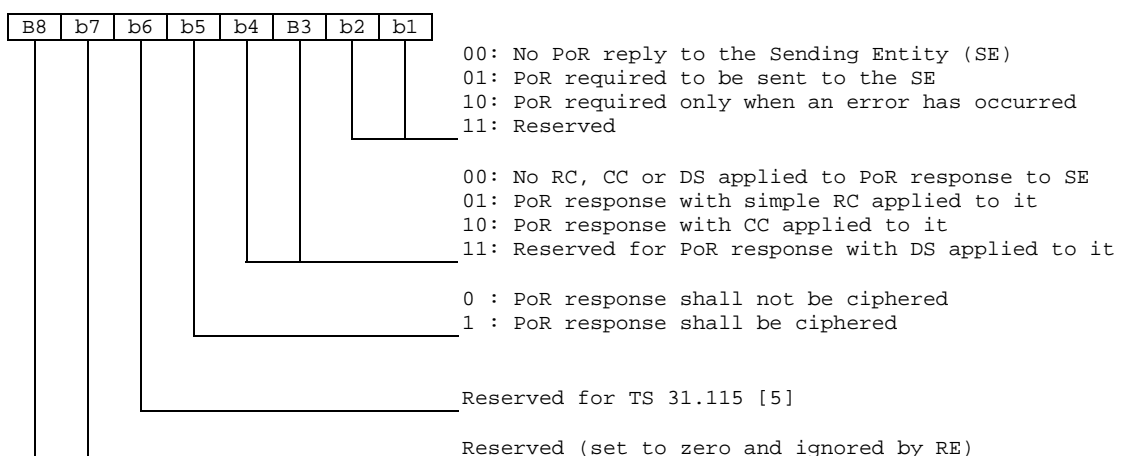 B8 b7 b6 b5 b4 B3 b2 b1
00: No PoR reply to the Sending Entity (SE)
01: PoR required to be sent to the SE
10: PoR required only when an error has occurred
11: Reserved
00: No RC, CC or DS applied to PoR response to SE
01: PoR response with simple RC applied to it
10: PoR response with CC applied to it
11: Reserved for PoR response with DS applied to it
0 : PoR response shall not be ciphered
1 : PoR response shall be ciphered
Reserved for TS 31.115 [5]
Reserved (set to zero and ignored by RE)